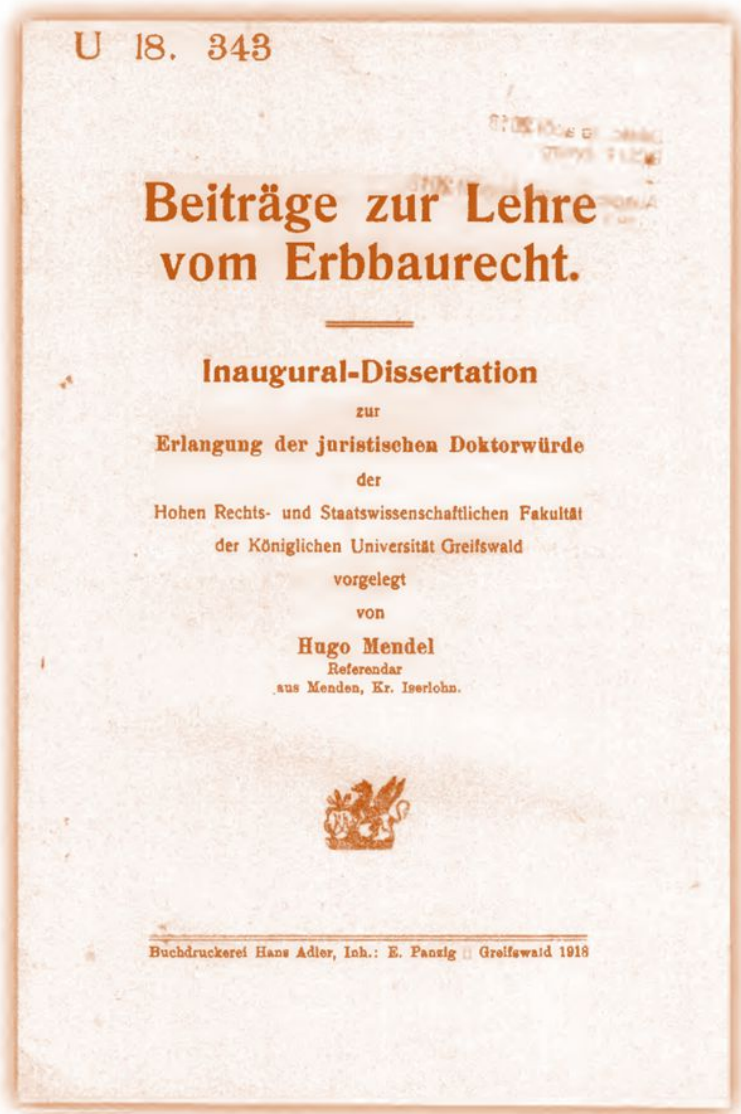 U 18. 343
Beiträge zur Lehre
vom Erbbaurecht.
Inaugural-Dissertation
zur
Erlangung der juristischen Doktorwürde
der
Hohen Rechts- und Staatswissenschaftlichen Fakultät
der Königlichen Universität Greifswald
vorgelegt
von
Hugo Mendel
Referendar
aus Menden, Kr. Iserlohn.
Buchdruckerei Hans Adler, Inh.: E. Panzig Greifswald 1918